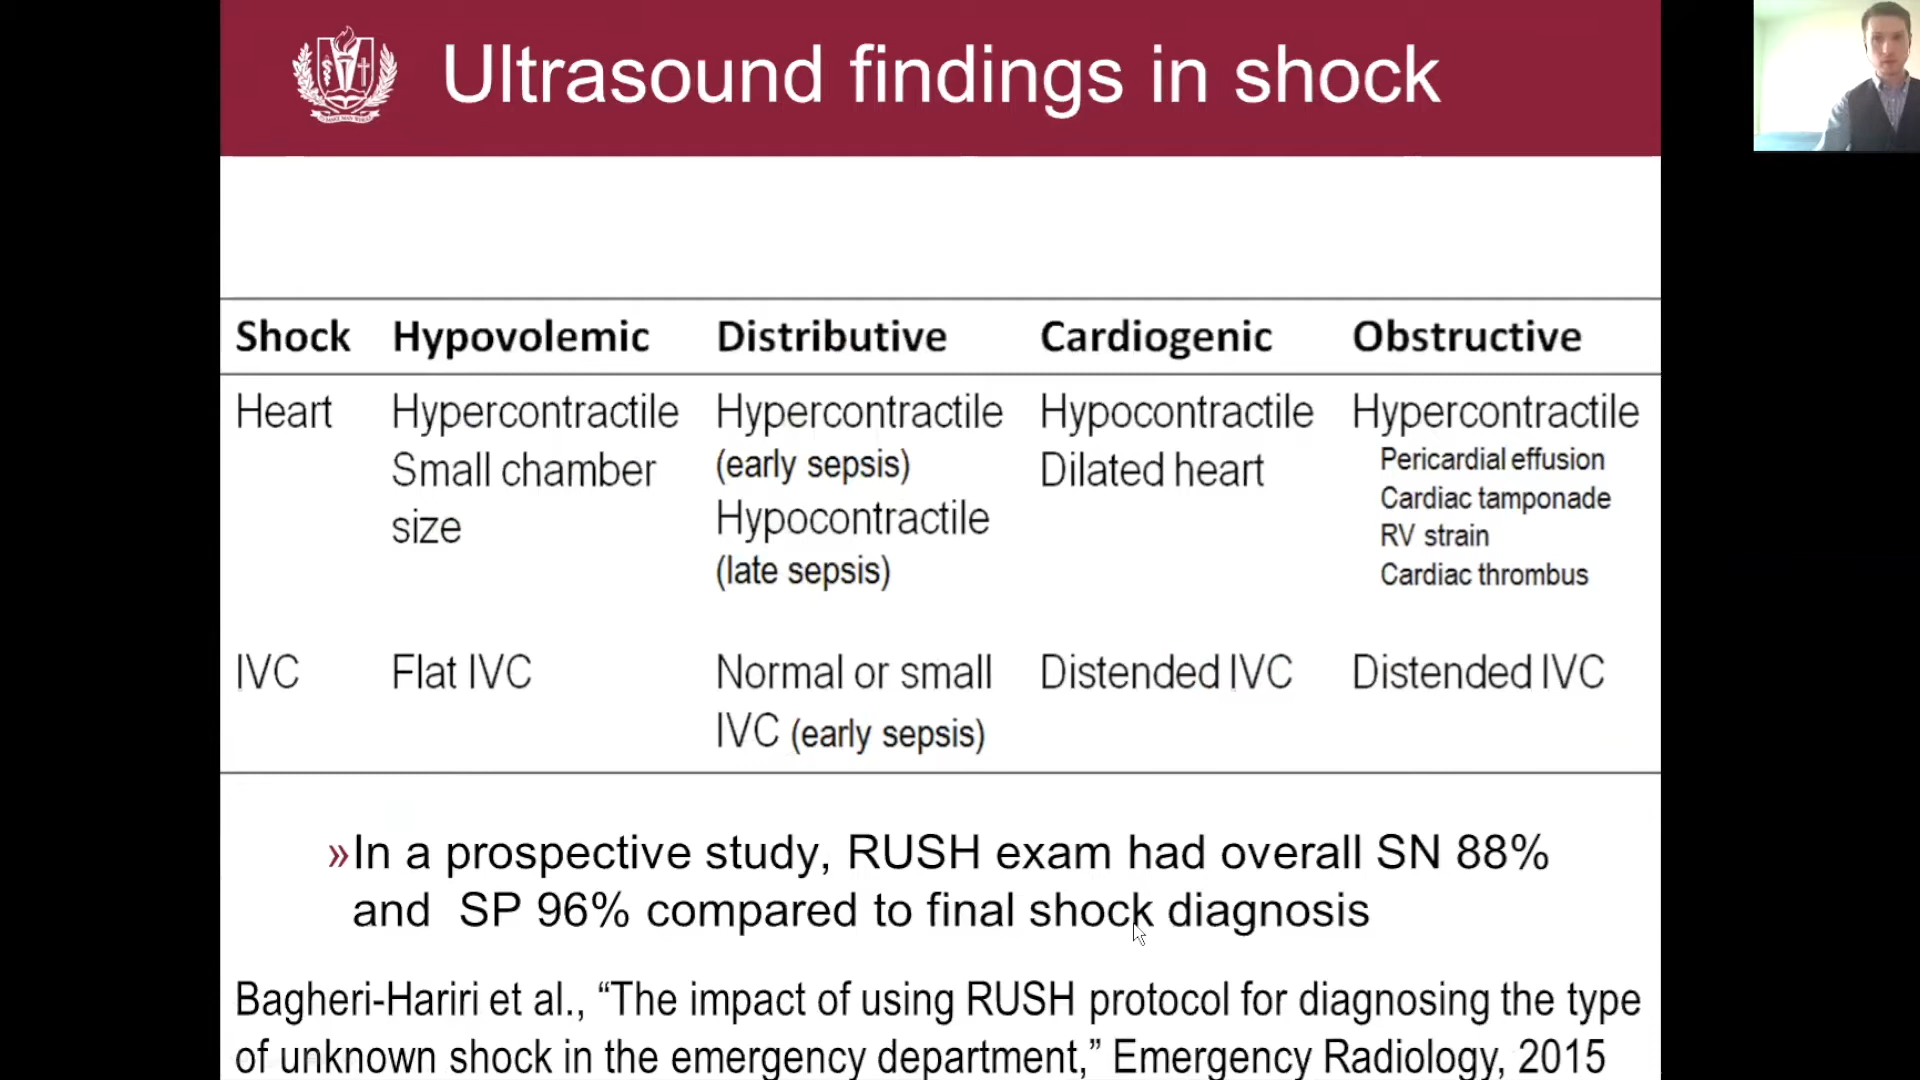 Ultrasound findings in shock
Shock Hypovolemic Distributive Cardiogenic Obstructive
Heart Hypercontractile Hypercontractile Hypocontractile Hypercontractile
Small chamber (early sepsis) Dilated heart Pericardial effusion
size Hypocontractile Cardiac tamponade
(late sepsis) RV strain
Cardiac thrombus
IVC Flat IVC Normal or small Distended IVC Distended IVC
IVC (early sepsis)
»In a prospective study, RUSH exam had overall SN 88%
and SP 96% compared to final shock diagnosis
Bagheri-Hariri et al., “The impact of using RUSH protocol for diagnosing the type
of unknown shock in the emergency department,” Emergency Radiology, 2015